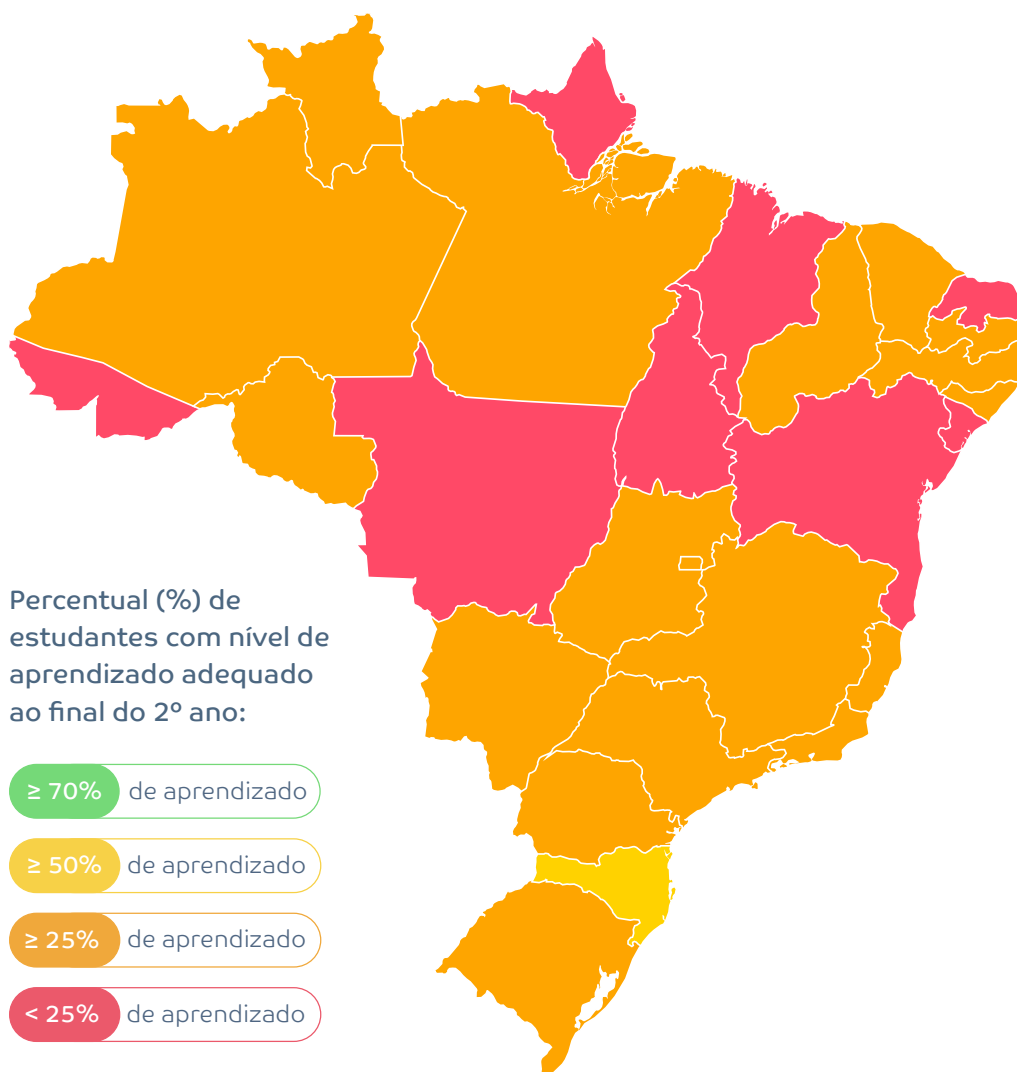 Percentual (%) de
estudantes com nível de
aprendizado adequado
ao final do 2º ano:
≥ 70% de aprendizado
≥ 50% de aprendizado
≥ 25% de aprendizado
< 25% de aprendizado